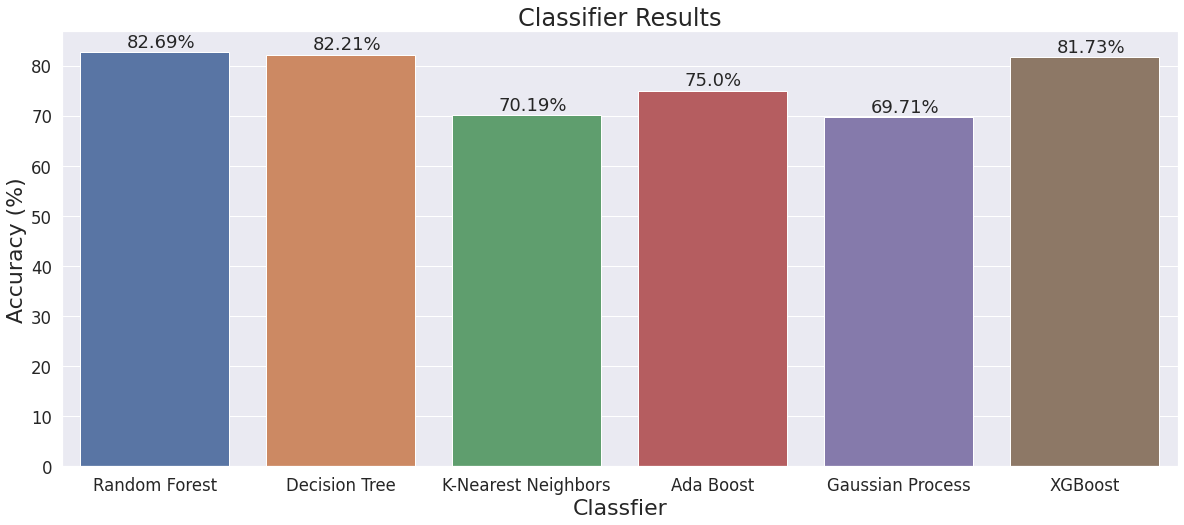 Classifier Results
82.69%
82.21%
70.19%
75.0%
69.71%
81.73%
Accuracy (%)
80
70
60
50
40
30
20
10
0
Random Forest
Decision Tree
K-Nearest Neighbors
Ada Boost
Gaussian Process
XGBoost
Classfier